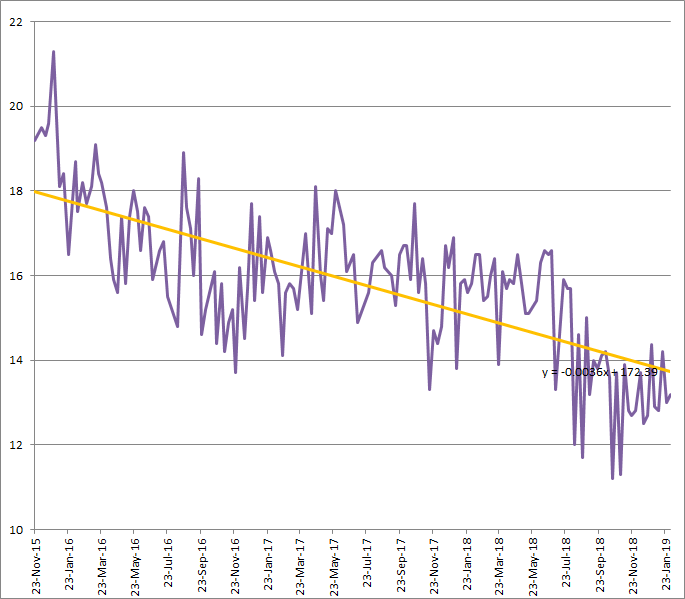 22
20
18
16
14
12
10
y = -0.0036x + 172.39
23-Nov-15
23-Jan-16
23-Mar-16
23-May-16
23-Jul-16
23-Sep-16
23-Nov-16
23-Jan-17
23-Mar-17
23-May-17
23-Jul-17
23-Sep-17
23-Nov-17
23-Jan-18
23-Mar-18
23-May-18
23-Jul-18
23-Sep-18
23-Nov-18
23-Jan-19